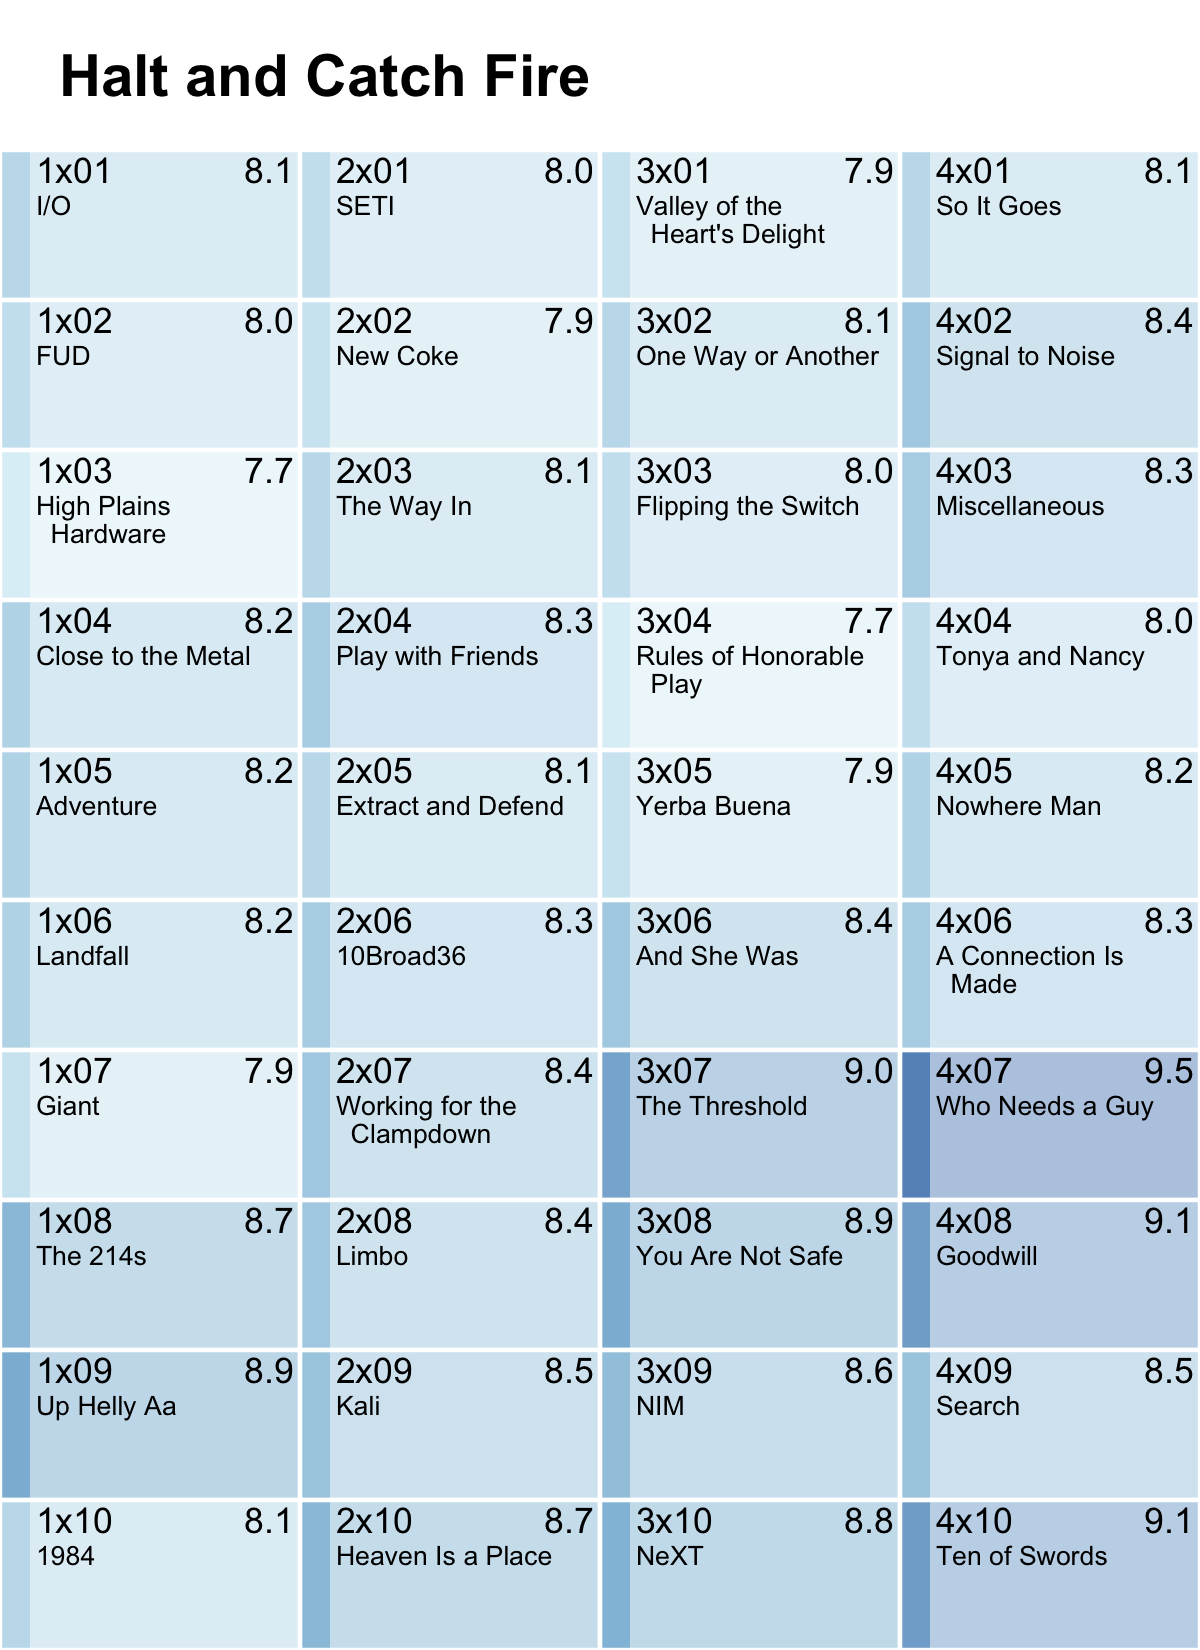 Halt and Catch Fire
1x01 8.1
I/O
1x02 8.0
FUD
1x03 7.7
High Plains
Hardware
1x04 8.2
Close to the Metal
1x05 8.2
Adventure
1x06 8.2
Landfall
1x07 7.9
Giant
1x08 8.7
The 214s
1x09 8.9
Up Helly Aa
1x10 8.1
1984
2x01 8.0
SETI
2x02 7.9
New Coke
2x03 8.1
The Way In
2x04 8.3
Play with Friends
2x05 8.1
Extract and Defend
2x06 8.3
10Broad36
2x07 8.4
Working for the
Clampdown
2x08 8.4
Limbo
2x09 8.5
Kali
2x10 8.7
Heaven Is a Place
3x01 7.9
Valley of the
Heart's Delight
3x02 8.1
One Way or Another
3x03 8.0
Flipping the Switch
3x04 7.7
Rules of Honorable
Play
3x05 7.9
Yerba Buena
3x06 8.4
And She Was
3x07 9.0
The Threshold
3x08 8.9
You Are Not Safe
3x09 8.6
NIM
3x10 8.8
NeXT
4x01 8.1
So It Goes
4x02 8.4
Signal to Noise
4x03 8.3
Miscellaneous
4x04 8.0
Tonya and Nancy
4x05 8.2
Nowhere Man
4x06 8.3
A Connection Is
Made
4x07 9.5
Who Needs a Guy
4x08 9.1
Goodwill
4x09 8.5
Search
4x10 9.1
Ten of Swords